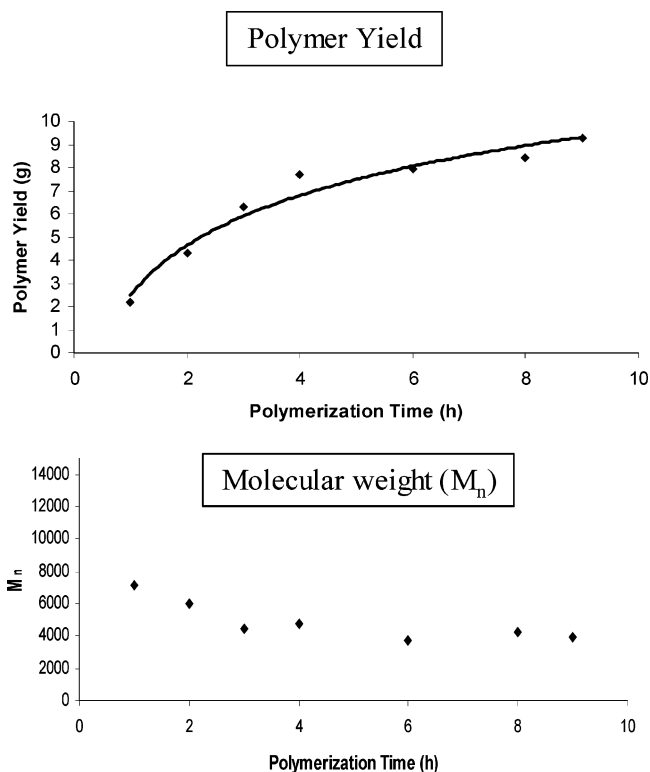 Polymer Yield
10
9
8
7
6
5
4
3
2
1
0
Polymer Yield (g)
0 2 4 6 8 10
Polymerization Time (h)
Molecular weight (Mn)
14000
12000
10000
8000
6000
4000
2000
0
Mn
0 2 4 6 8 10
Polymerization Time (h)